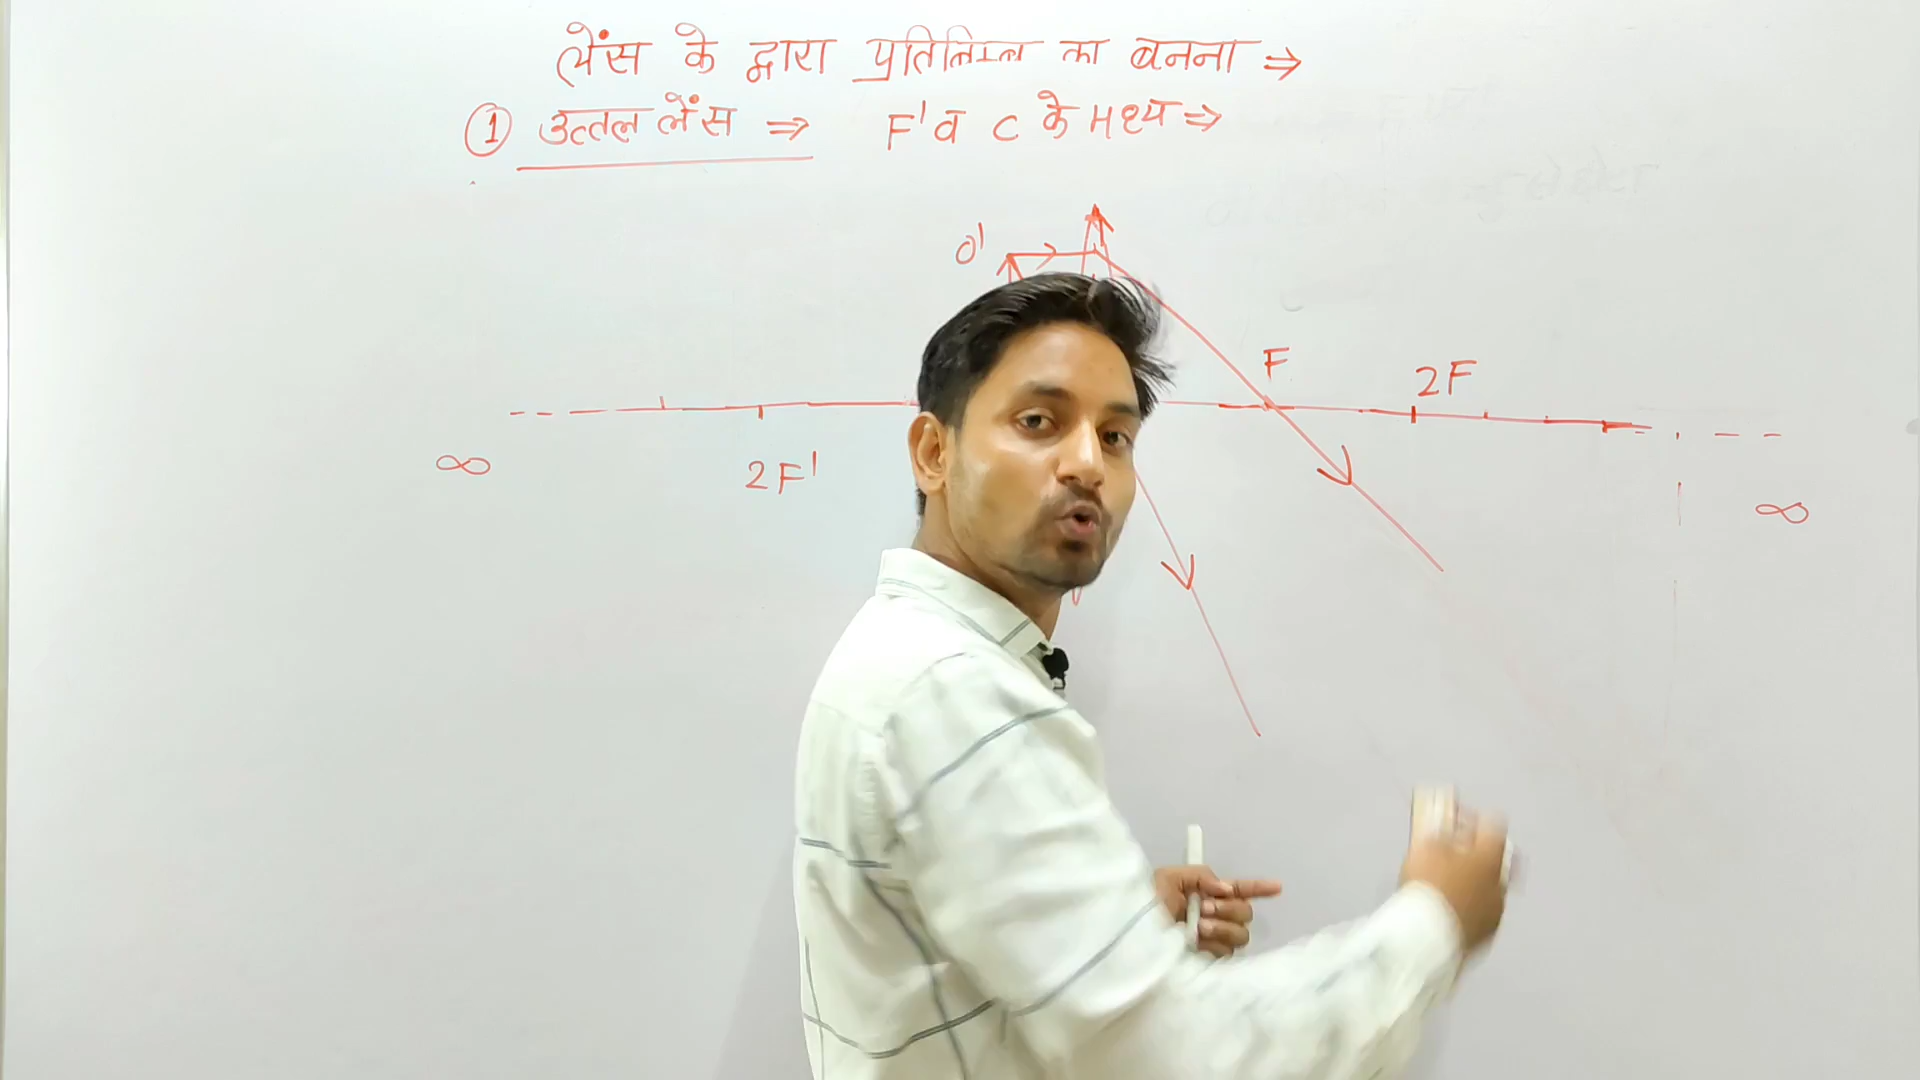 लेंस के द्वारा प्रतिबिम्ब का बनना ⇒
① उत्तल लेंस ⇒ F' व C के मध्य ⇒
O'
F
2F
∞
2F'
∞